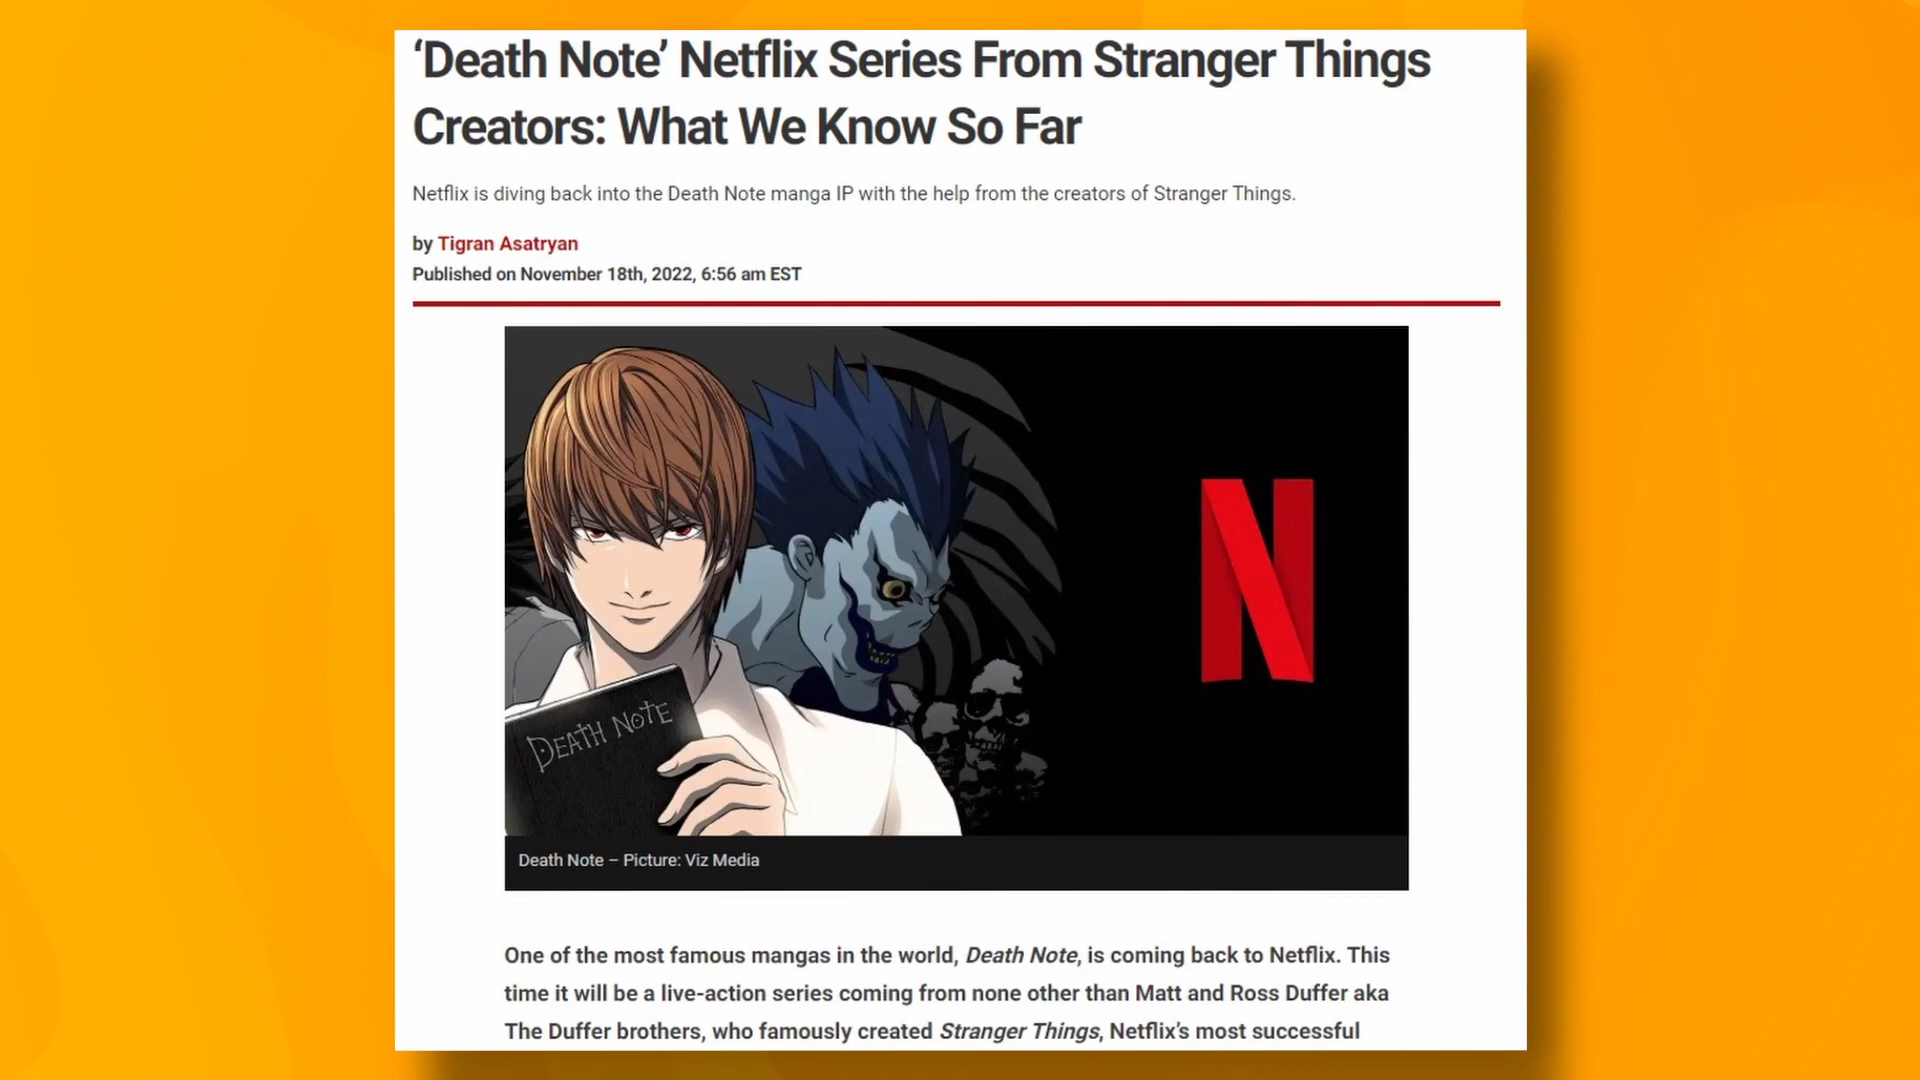 ‘Death Note’ Netflix Series From Stranger Things
Creators: What We Know So Far
Netflix is diving back into the Death Note manga IP with the help from the creators of Stranger Things.
by Tigran Asatryan
Published on November 18th, 2022, 6:56 am EST
DEATH NOTE
N
Death Note – Picture: Viz Media
One of the most famous mangas in the world, Death Note, is coming back to Netflix. This
time it will be a live-action series coming from none other than Matt and Ross Duffer aka
The Duffer brothers, who famously created Stranger Things, Netflix’s most successful